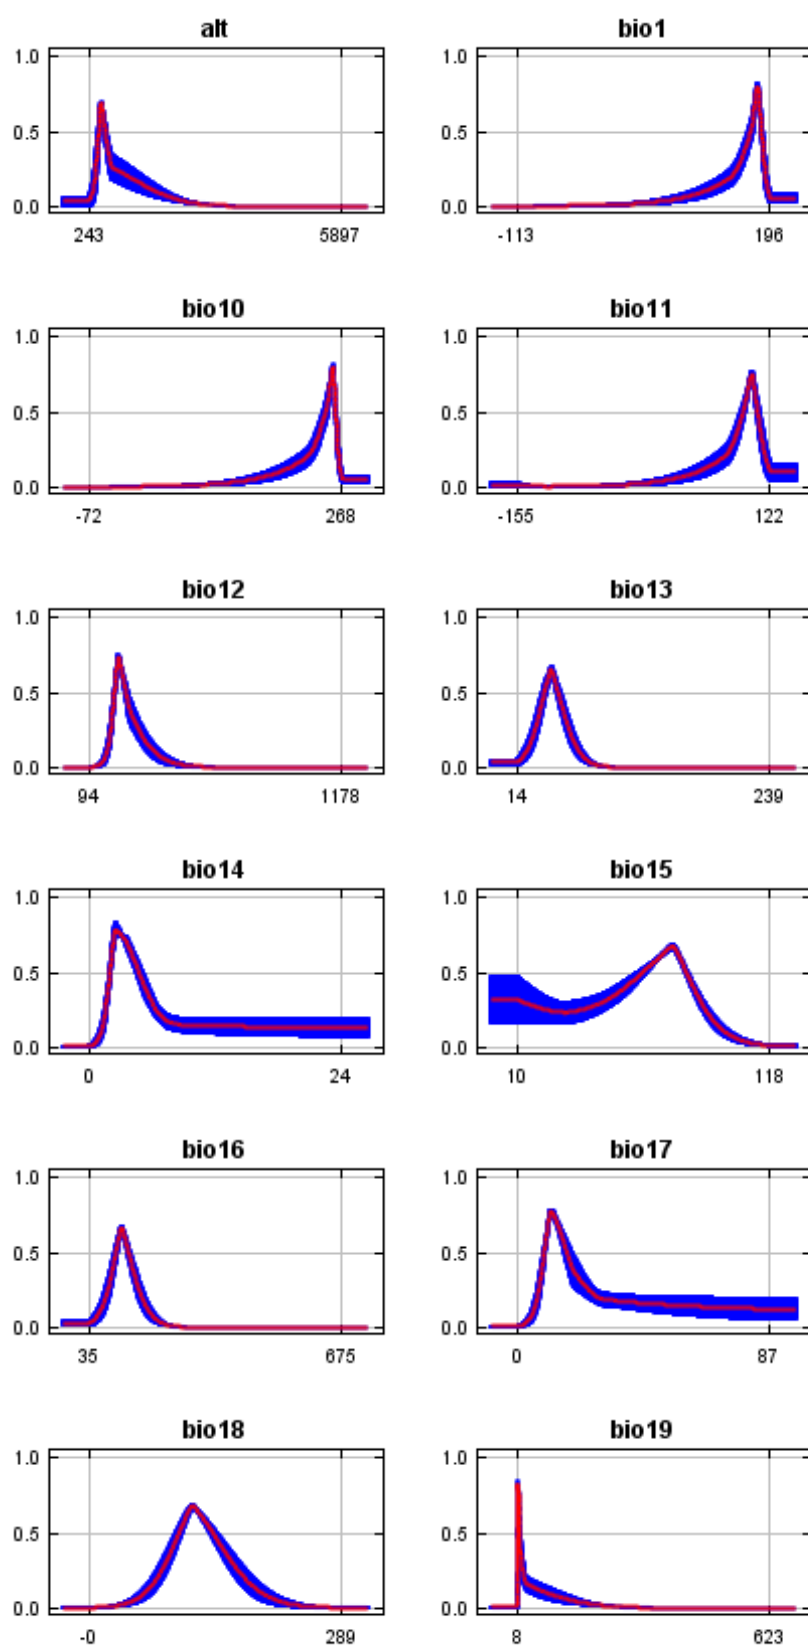 alt bio1
1.0 1.0
0.5 0.5
0.0 0.0
243 5897 -113 196
bio10 bio11
1.0 1.0
0.5 0.5
0.0 0.0
-72 268 -155 122
bio12 bio13
1.0 1.0
0.5 0.5
0.0 0.0
94 1178 14 239
bio14 bio15
1.0 1.0
0.5 0.5
0.0 0.0
0 24 10 118
bio16 bio17
1.0 1.0
0.5 0.5
0.0 0.0
35 675 0 87
bio18 bio19
1.0 1.0
0.5 0.5
0.0 0.0
-0 289 8 623